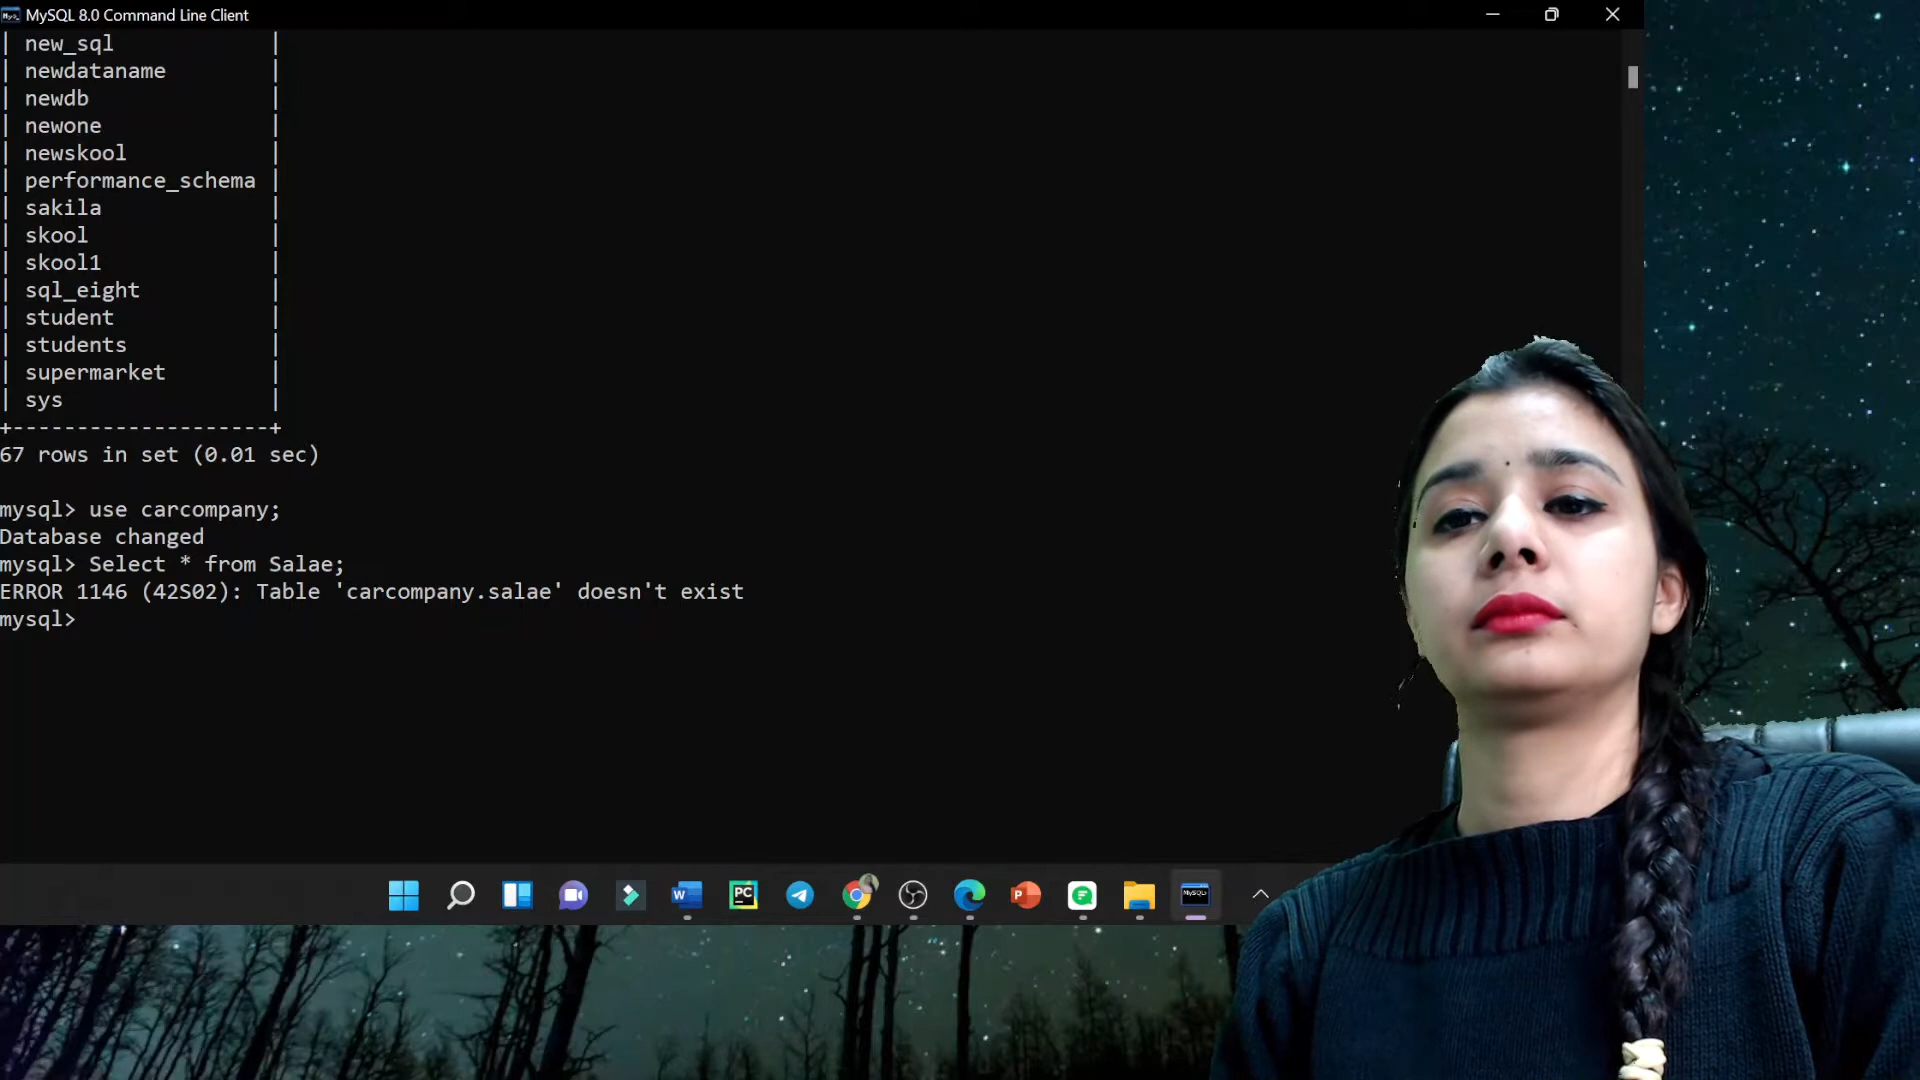 MySQL 8.0 Command Line Client
| new_sql |
| newdataname |
| newdb |
| newone |
| newskool |
| performance_schema |
| sakila |
| skool |
| skool1 |
| sql_eight |
| student |
| students |
| supermarket |
| sys |
+--------------------+
67 rows in set (0.01 sec)
mysql> use carcompany;
Database changed
mysql> Select * from Salae;
ERROR 1146 (42S02): Table 'carcompany.salae' doesn't exist
mysql>
W
PC
P
MySQL